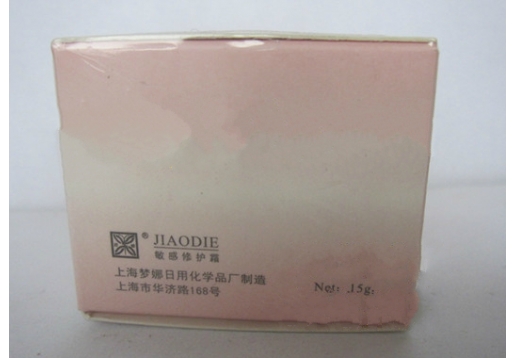 ® JIAODIE
敏感修护霜
上海梦娜日用化学品厂制造
上海市华济路168号
Net: 15g